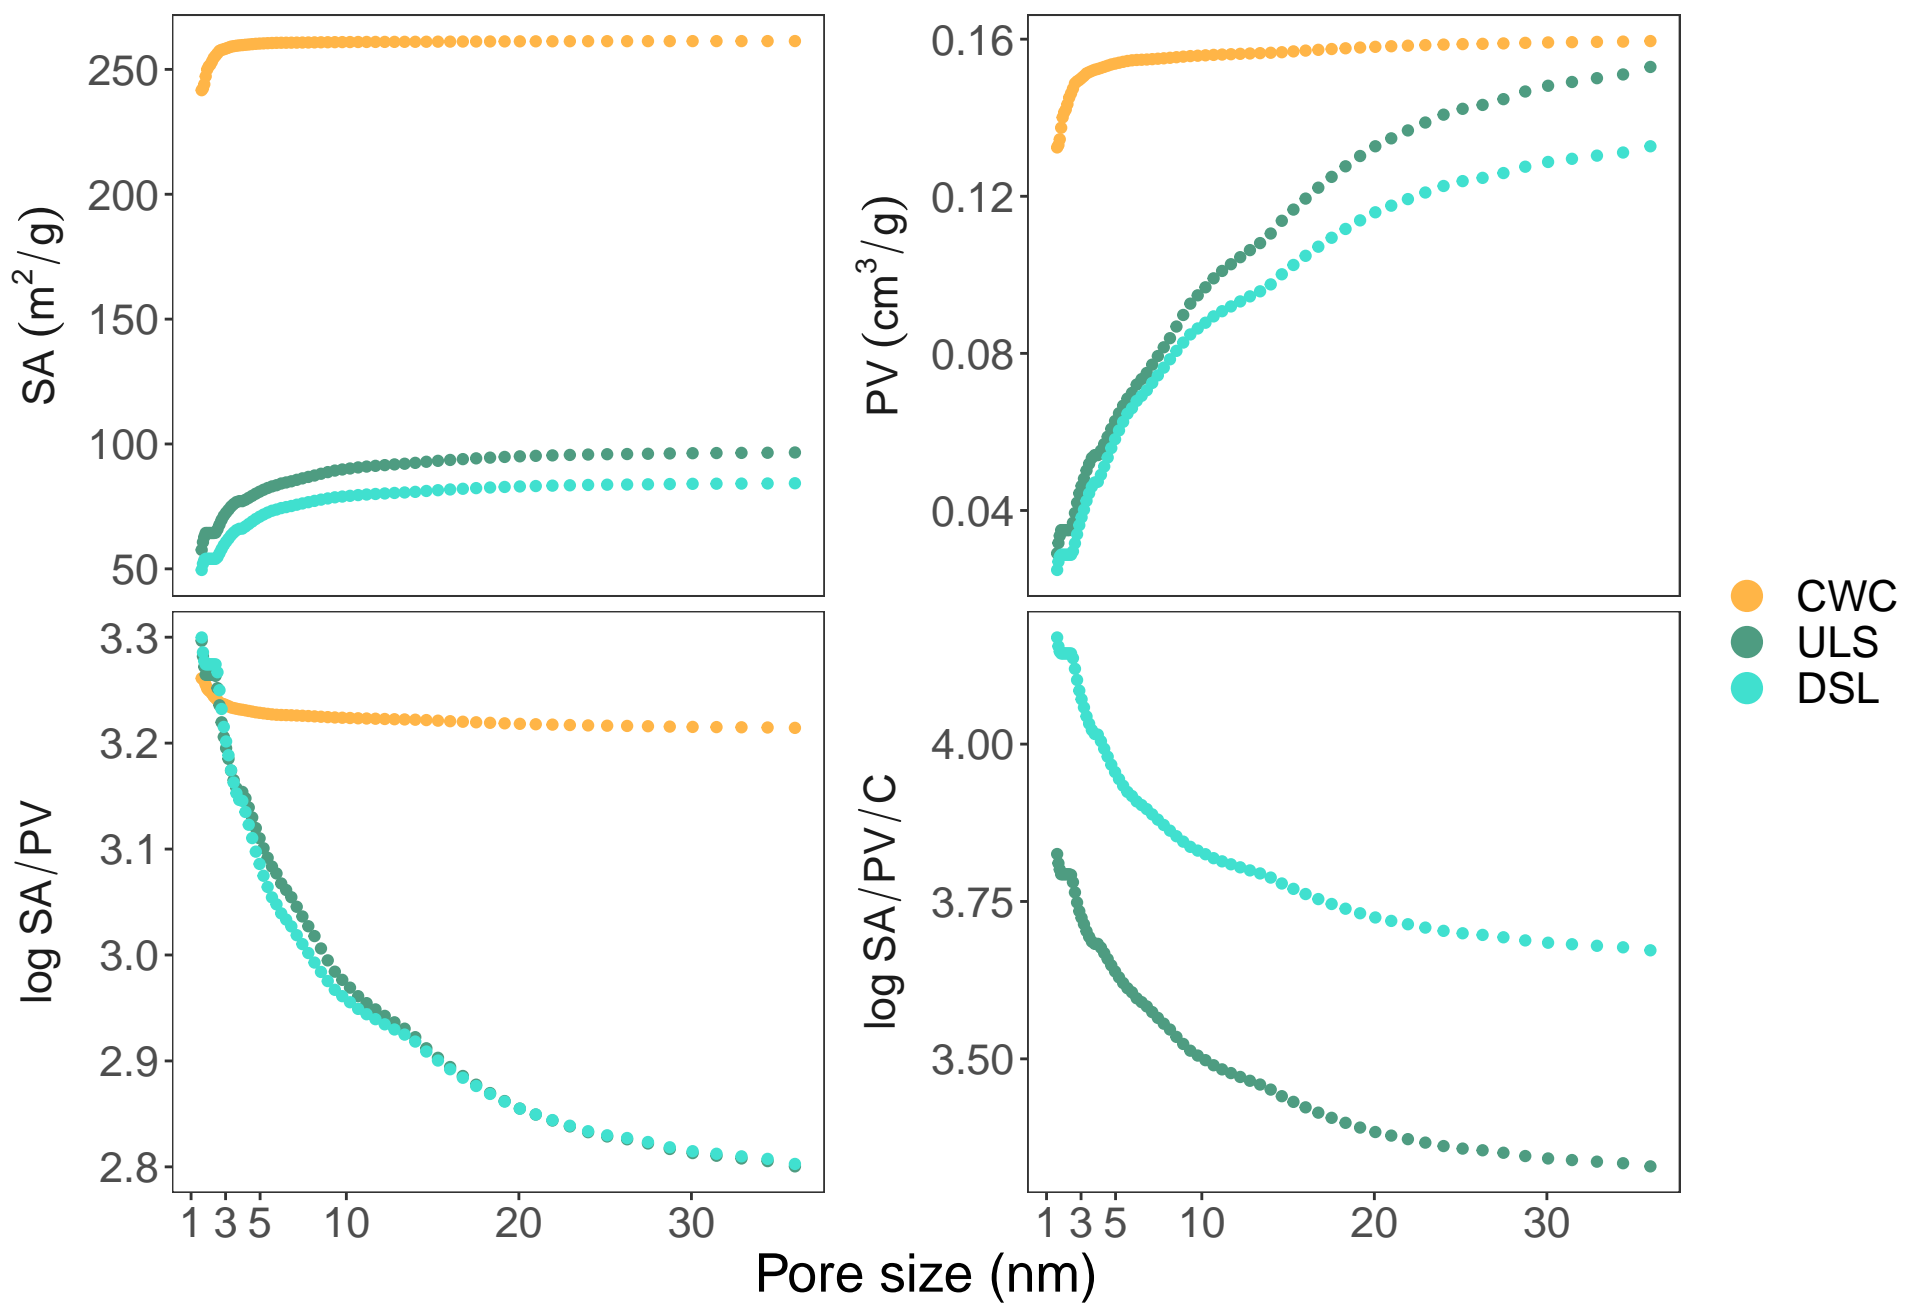 SA (m²/g)
250
200
150
100
50
PV (cm³/g)
0.16
0.12
0.08
0.04
log SA/PV
3.3
3.2
3.1
3.0
2.9
2.8
1 3 5 10 20 30
log SA/PV/C
4.00
3.75
3.50
1 3 5 10 20 30
Pore size (nm)
CWC
ULS
DSL